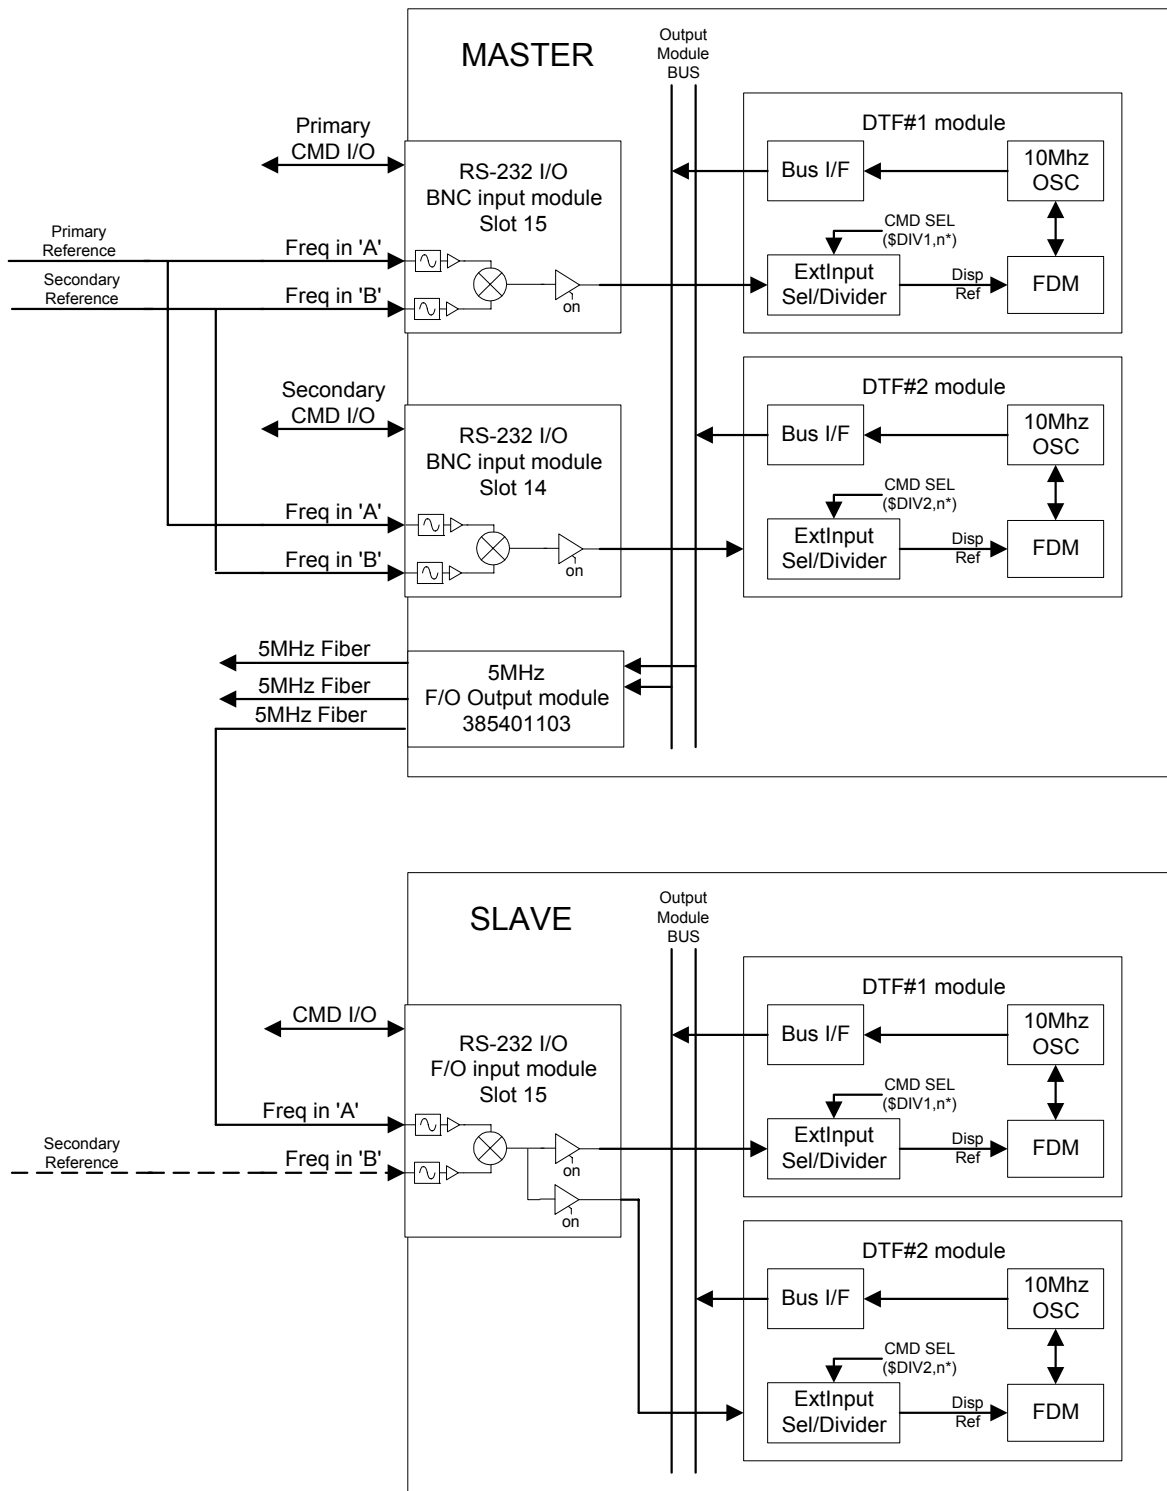 MASTER
Output
Module
BUS
DTF#1 module
Primary
CMD I/O
RS-232 I/O
BNC input module
Slot 15
Bus I/F
10Mhz
OSC
CMD SEL
($DIV1,n*)
Primary
Reference
Freq in 'A'
Secondary
Reference
Freq in 'B'
on
ExtInput
Sel/Divider
Disp
Ref
FDM
DTF#2 module
Secondary
CMD I/O
RS-232 I/O
BNC input module
Slot 14
Bus I/F
10Mhz
OSC
CMD SEL
($DIV2,n*)
Freq in 'A'
Freq in 'B'
on
ExtInput
Sel/Divider
Disp
Ref
FDM
5MHz Fiber
5MHz Fiber
5MHz Fiber
5MHz
F/O Output module
385401103
SLAVE
Output
Module
BUS
DTF#1 module
CMD I/O
RS-232 I/O
F/O input module
Slot 15
Bus I/F
10Mhz
OSC
CMD SEL
($DIV1,n*)
Freq in 'A'
Secondary
Reference
Freq in 'B'
on
on
ExtInput
Sel/Divider
Disp
Ref
FDM
DTF#2 module
Bus I/F
10Mhz
OSC
CMD SEL
($DIV2,n*)
ExtInput
Sel/Divider
Disp
Ref
FDM